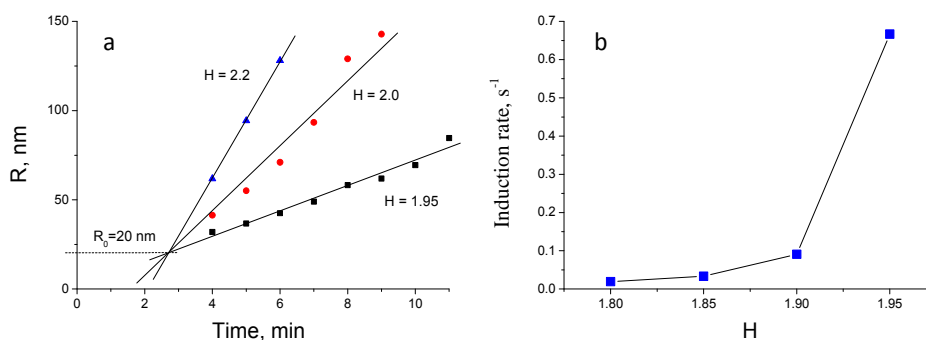 a
150
100
50
0
R, nm
H = 2.2
H = 2.0
H = 1.95
R₀=20 nm
0 2 4 6 8 10
Time, min
b
0.7
0.6
0.5
0.4
0.3
0.2
0.1
0.0
Induction rate, s⁻¹
1.80 1.85 1.90 1.95
H